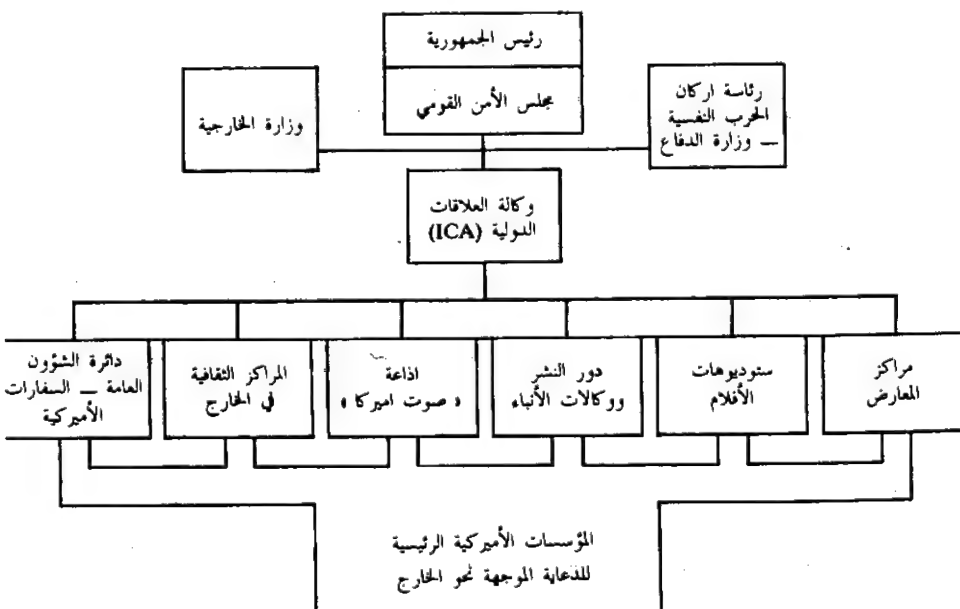 رئيس الجمهورية
مجلس الأمن القومي
رئاسة اركان
الحرب النفسية
— وزارة الدفاع
وزارة الخارجية
وكالة العلاقات
الدولية (ICA)
مراكز
المعارض
ستوديوهات
الأفلام
دور النشر
ووكالات الأنباء
اذاعة
« صوت اميركا »
المراكز الثقافية
في الخارج
دائرة الشؤون
العامة — السفارات
الأميركية
المؤسسات الأميركية الرئيسية
للدعاية الموجهة نحو الخارج